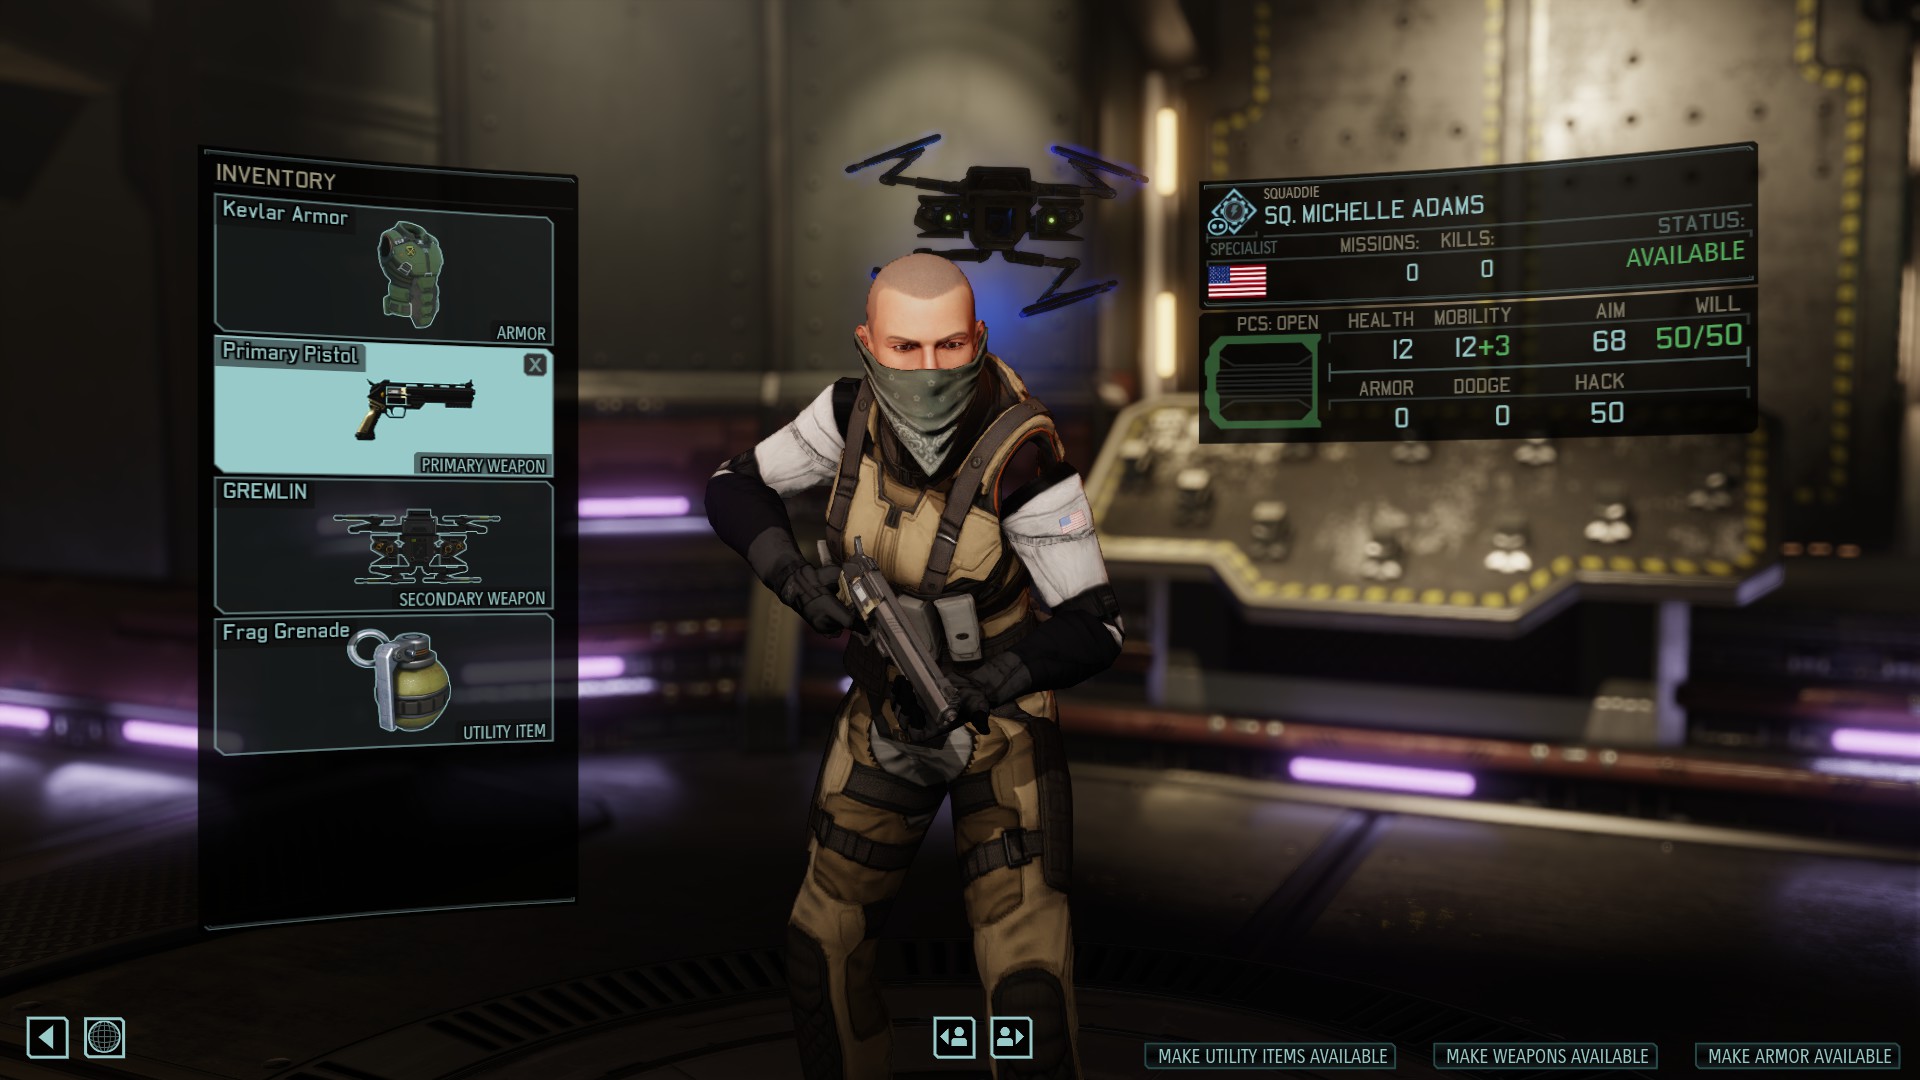 INVENTORY
Kevlar Armor
ARMOR
Primary Pistol
X
PRIMARY WEAPON
GREMLIN
SECONDARY WEAPON
Frag Grenade
UTILITY ITEM
SQUADDIE
SQ. MICHELLE ADAMS
SPECIALIST
MISSIONS: KILLS: STATUS:
0 0 AVAILABLE
PCS: OPEN HEALTH MOBILITY AIM WILL
12 12+3 68 50/50
ARMOR DODGE HACK
0 0 50
MAKE UTILITY ITEMS AVAILABLE MAKE WEAPONS AVAILABLE MAKE ARMOR AVAILABLE